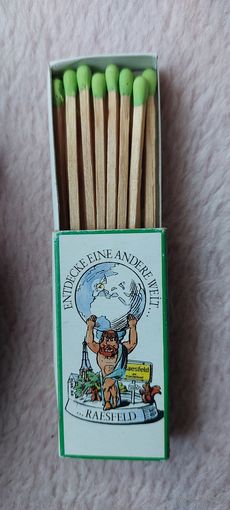 ENTDECKE EINE ANDERE WELT...
Raesfeld
...RAESFELD